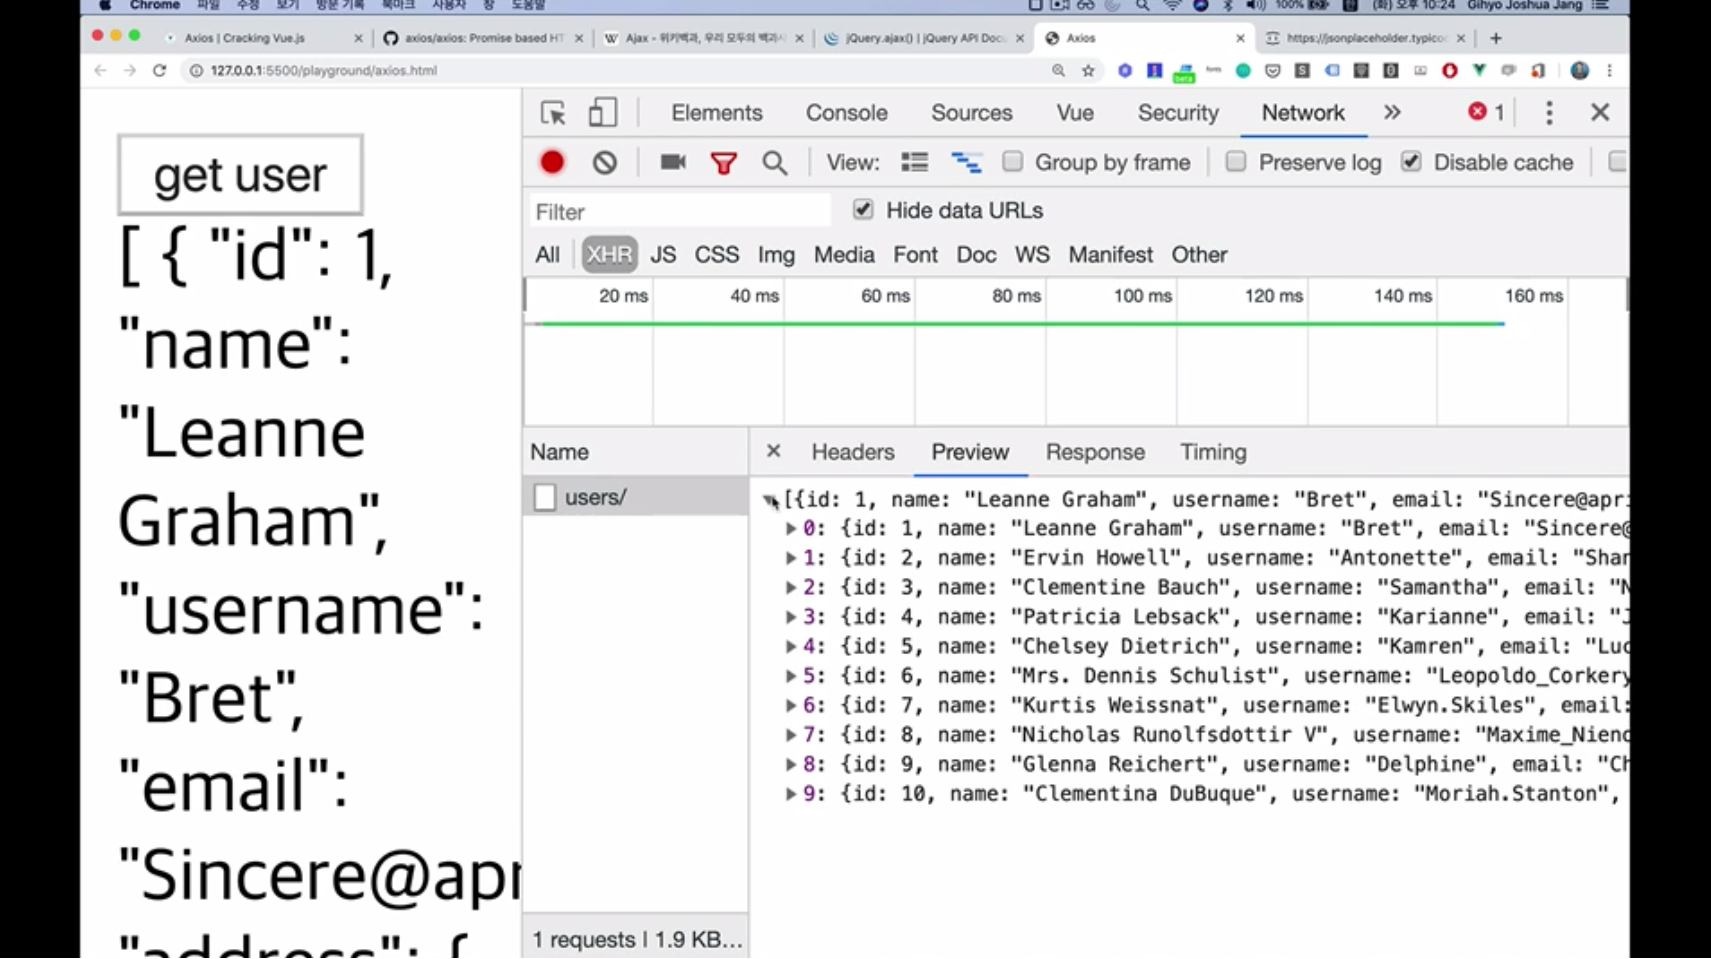 Chrome 파일 수정 보기 방문 기록 북마크 사용자 창 도움말 100% (화) 오후 10:24 Gihyo Joshua Jang
Axios | Cracking Vue.js axios/axios: Promise based HT Ajax - 위키백과, 우리 모두의 백과사 jQuery.ajax() | jQuery API Docu Axios https://jsonplaceholder.typico
127.0.0.1:5500/playground/axios.html
beta
get user
[ { "id": 1,
"name":
"Leanne
Graham",
"username":
"Bret",
"email":
"Sincere@apr
"address": {
Elements Console Sources Vue Security Network 1
View: Group by frame Preserve log Disable cache
Filter Hide data URLs
All XHR JS CSS Img Media Font Doc WS Manifest Other
20 ms 40 ms 60 ms 80 ms 100 ms 120 ms 140 ms 160 ms
Name Headers Preview Response Timing
users/
[{id: 1, name: "Leanne Graham", username: "Bret", email: "Sincere@apri
0: {id: 1, name: "Leanne Graham", username: "Bret", email: "Sincere@
1: {id: 2, name: "Ervin Howell", username: "Antonette", email: "Shan
2: {id: 3, name: "Clementine Bauch", username: "Samantha", email: "N
3: {id: 4, name: "Patricia Lebsack", username: "Karianne", email: "J
4: {id: 5, name: "Chelsey Dietrich", username: "Kamren", email: "Luc
5: {id: 6, name: "Mrs. Dennis Schulist", username: "Leopoldo_Corkery
6: {id: 7, name: "Kurtis Weissnat", username: "Elwyn.Skiles", email:
7: {id: 8, name: "Nicholas Runolfsdottir V", username: "Maxime_Nieno
8: {id: 9, name: "Glenna Reichert", username: "Delphine", email: "Ch
9: {id: 10, name: "Clementina DuBuque", username: "Moriah.Stanton",
1 requests | 1.9 KB...